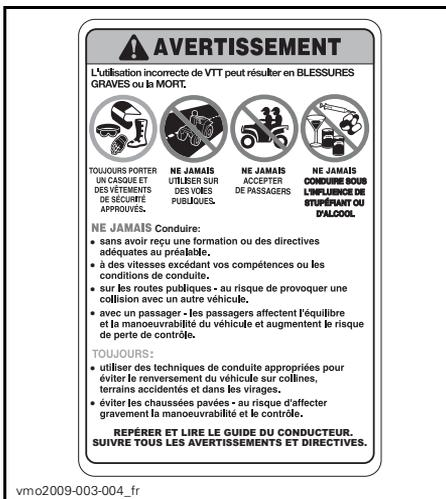 AVERTISSEMENT
L'utilisation incorrecte de VTT peut résulter en BLESSURES
GRAVES ou la MORT.
TOUJOURS PORTER
UN CASQUE ET
DES VÊTEMENTS
DE SÉCURITÉ
APPROUVÉS.
NE JAMAIS
UTILISER SUR
DES VOIES
PUBLIQUES.
NE JAMAIS
ACCEPTER
DE PASSAGERS
NE JAMAIS
CONDUIRE SOUS
L'INFLUENCE DE
STUPÉFIANT OU
D'ALCOOL
NE JAMAIS Conduire:
• sans avoir reçu une formation ou des directives
adéquates au préalable.
• à des vitesses excédant vos compétences ou les
conditions de conduite.
• sur les routes publiques - au risque de provoquer une
collision avec un autre véhicule.
• avec un passager - les passagers affectent l'équilibre
et la manoeuvrabilité du véhicule et augmentent le risque
de perte de contrôle.
TOUJOURS:
• utiliser des techniques de conduite appropriées pour
éviter le renversement du véhicule sur collines,
terrains accidentés et dans les virages.
• éviter les chaussées pavées - au risque d'affecter
gravement la manoeuvrabilité et le contrôle.
REPÉRER ET LIRE LE GUIDE DU CONDUCTEUR.
SUIVRE TOUS LES AVERTISSEMENTS ET DIRECTIVES.
vmo2009-003-004_fr